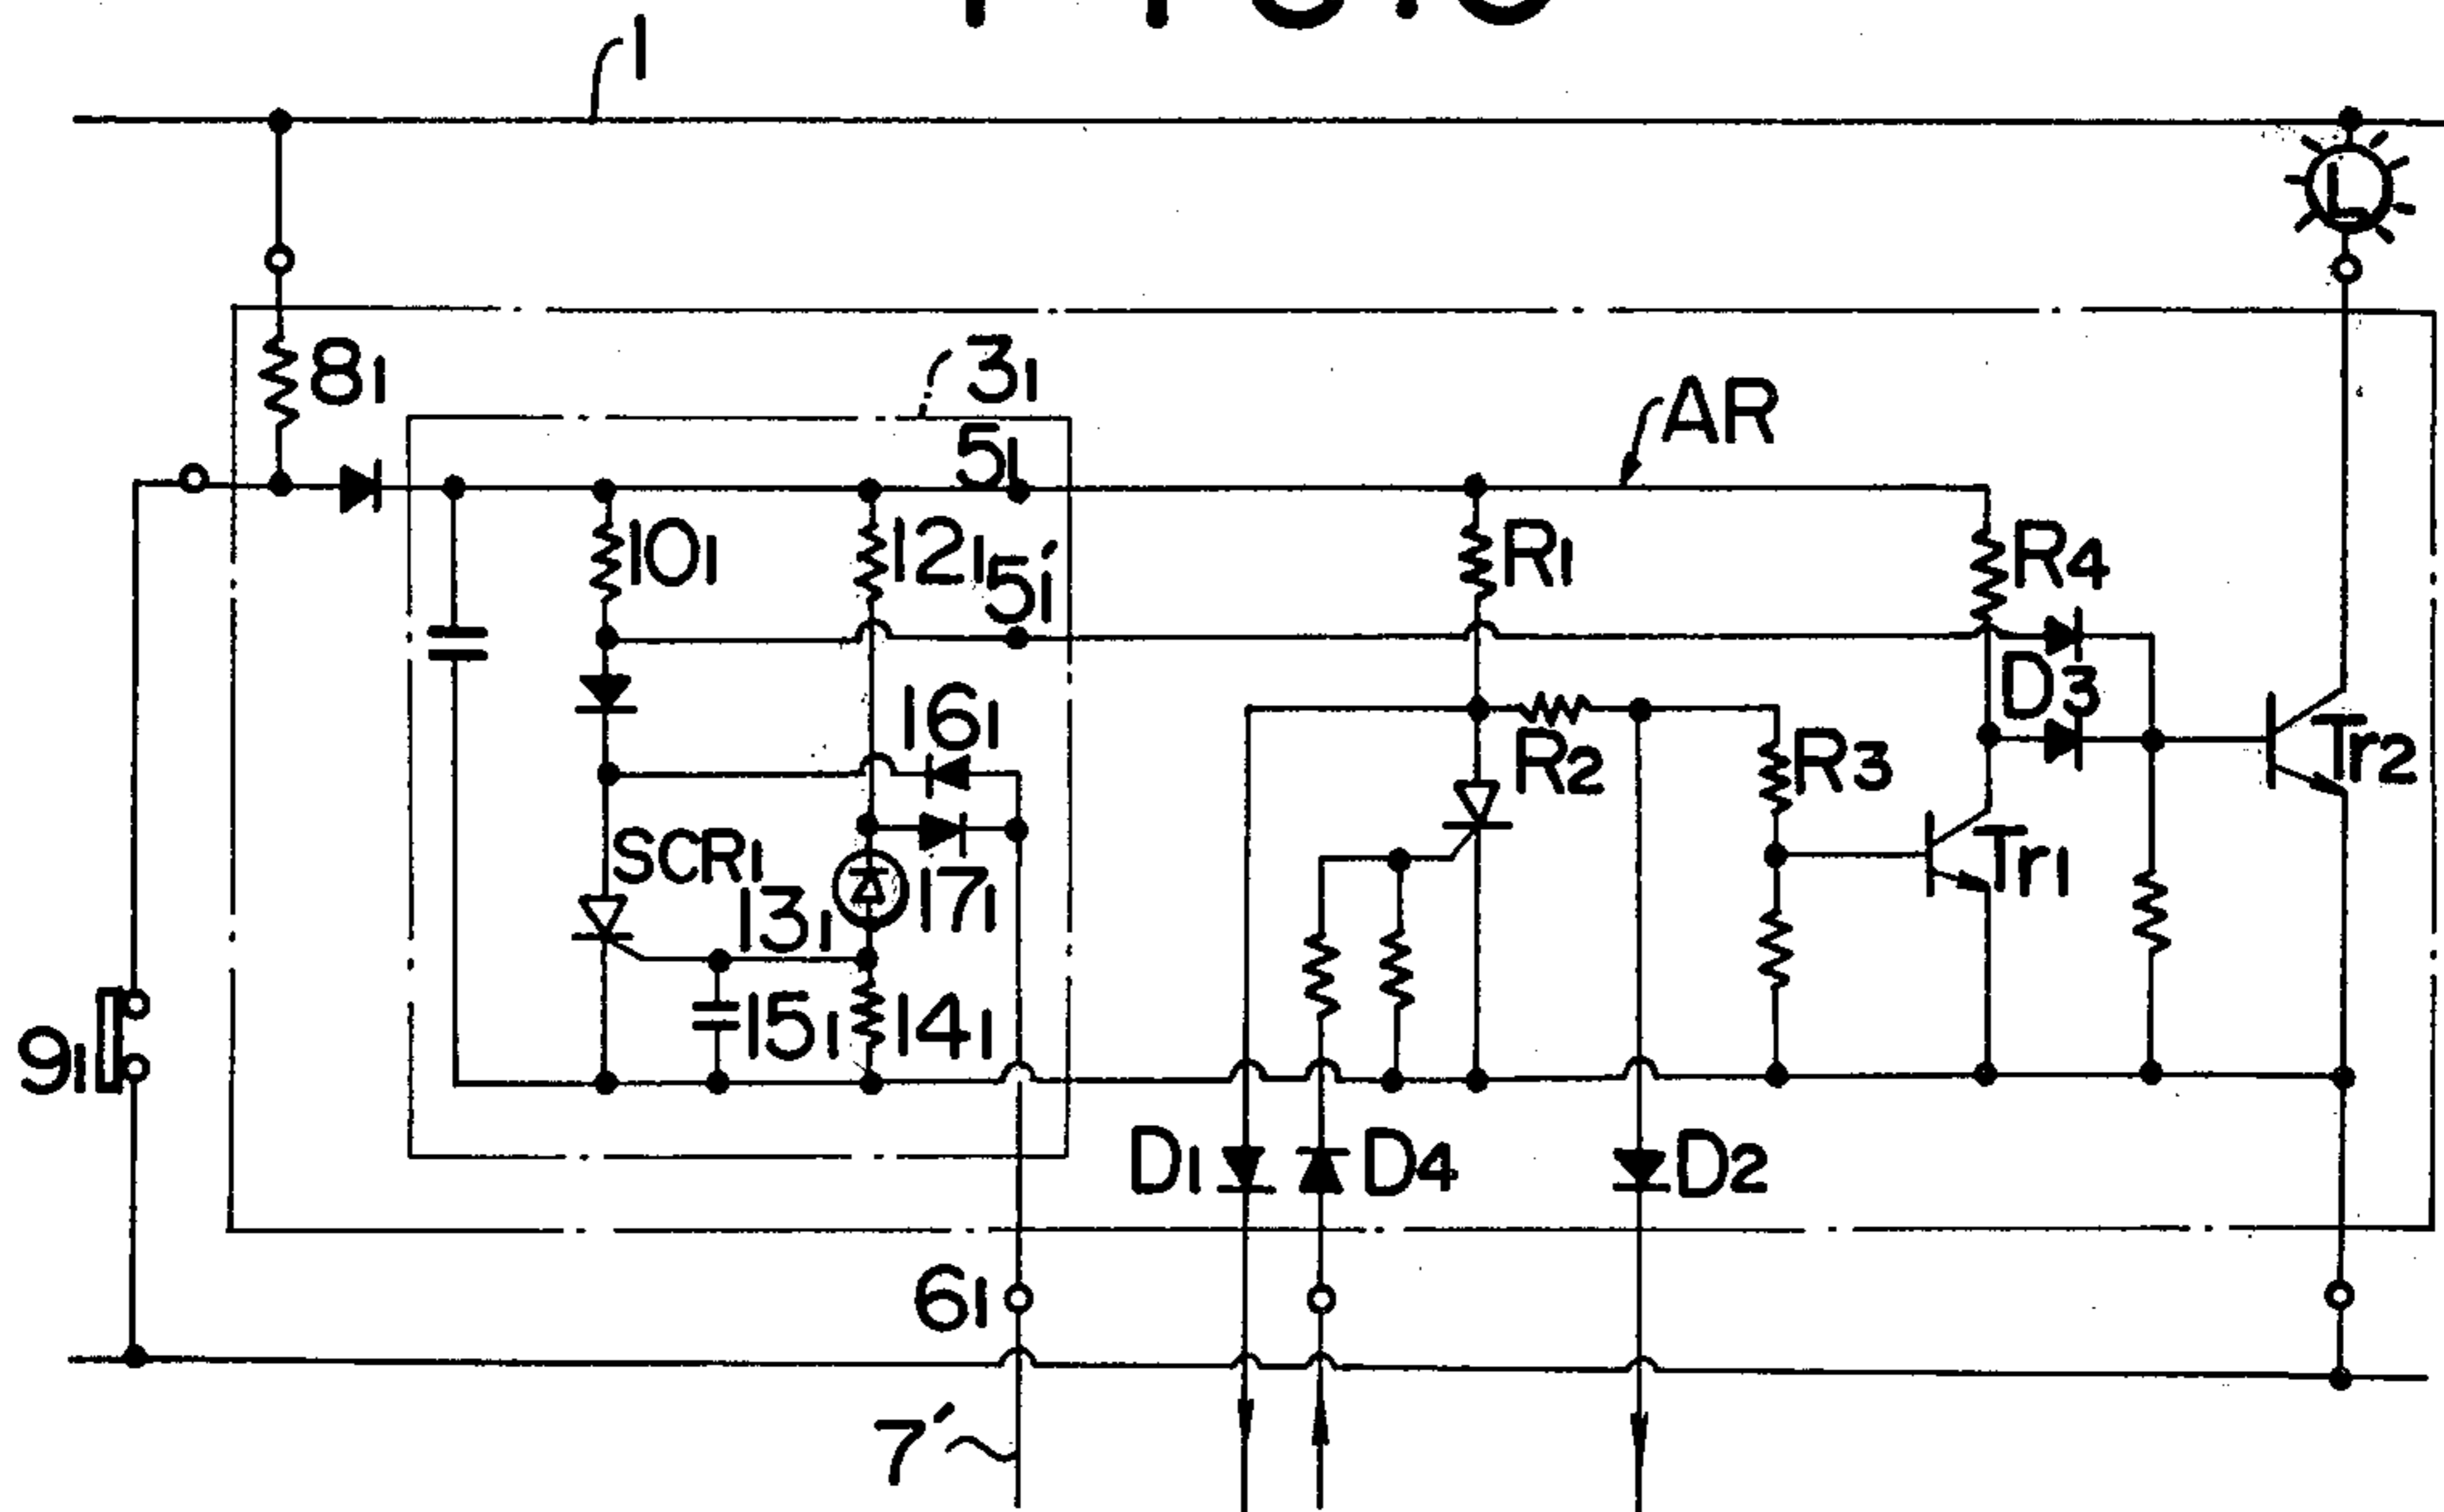 1
L
8₁
3₁
AR
5₁
10₁
12₁
5₁′
R₁
R₄
16₁
D₃
R₂
R₃
Tr₂
SCR₁
13₁
17₁
Tr₁
15₁
14₁
9₁
D₁
D₄
D₂
6₁
7′